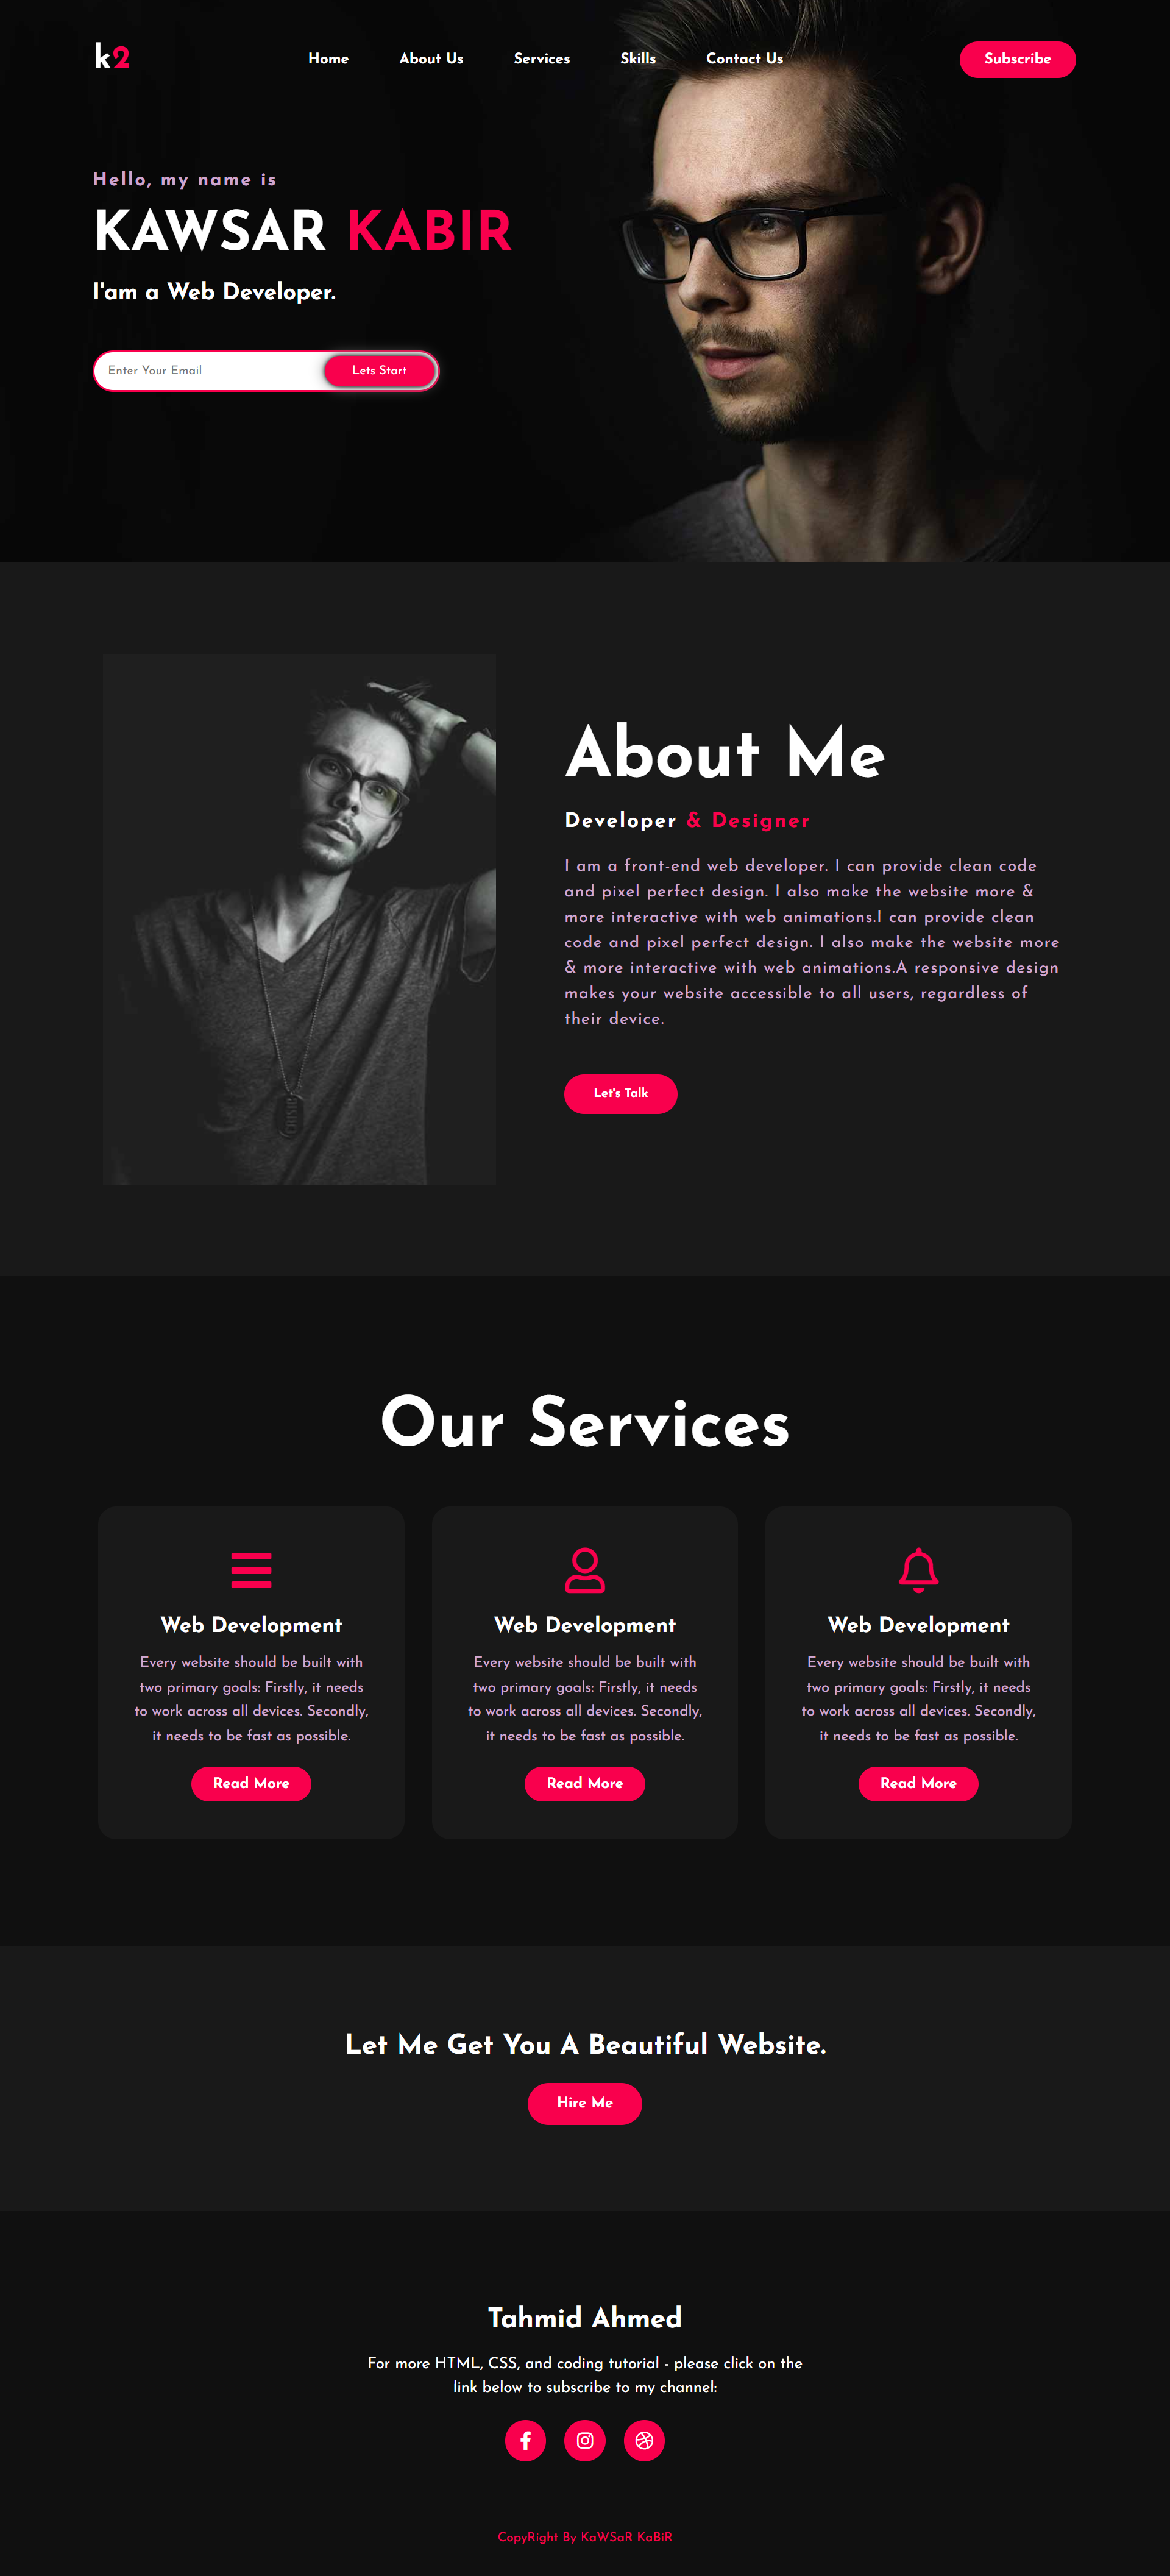 k2
Home About Us Services Skills Contact Us Subscribe
Hello, my name is
KAWSAR KABIR
I'am a Web Developer.
Enter Your Email Lets Start
About Me
Developer & Designer
I am a front-end web developer. I can provide clean code
and pixel perfect design. I also make the website more &
more interactive with web animations.I can provide clean
code and pixel perfect design. I also make the website more
& more interactive with web animations.A responsive design
makes your website accessible to all users, regardless of
their device.
Let's Talk
Our Services
Web Development
Every website should be built with
two primary goals: Firstly, it needs
to work across all devices. Secondly,
it needs to be fast as possible.
Read More
Web Development
Every website should be built with
two primary goals: Firstly, it needs
to work across all devices. Secondly,
it needs to be fast as possible.
Read More
Web Development
Every website should be built with
two primary goals: Firstly, it needs
to work across all devices. Secondly,
it needs to be fast as possible.
Read More
Let Me Get You A Beautiful Website.
Hire Me
Tahmid Ahmed
For more HTML, CSS, and coding tutorial - please click on the
link below to subscribe to my channel:
CopyRight By KaWSaR KaBiR